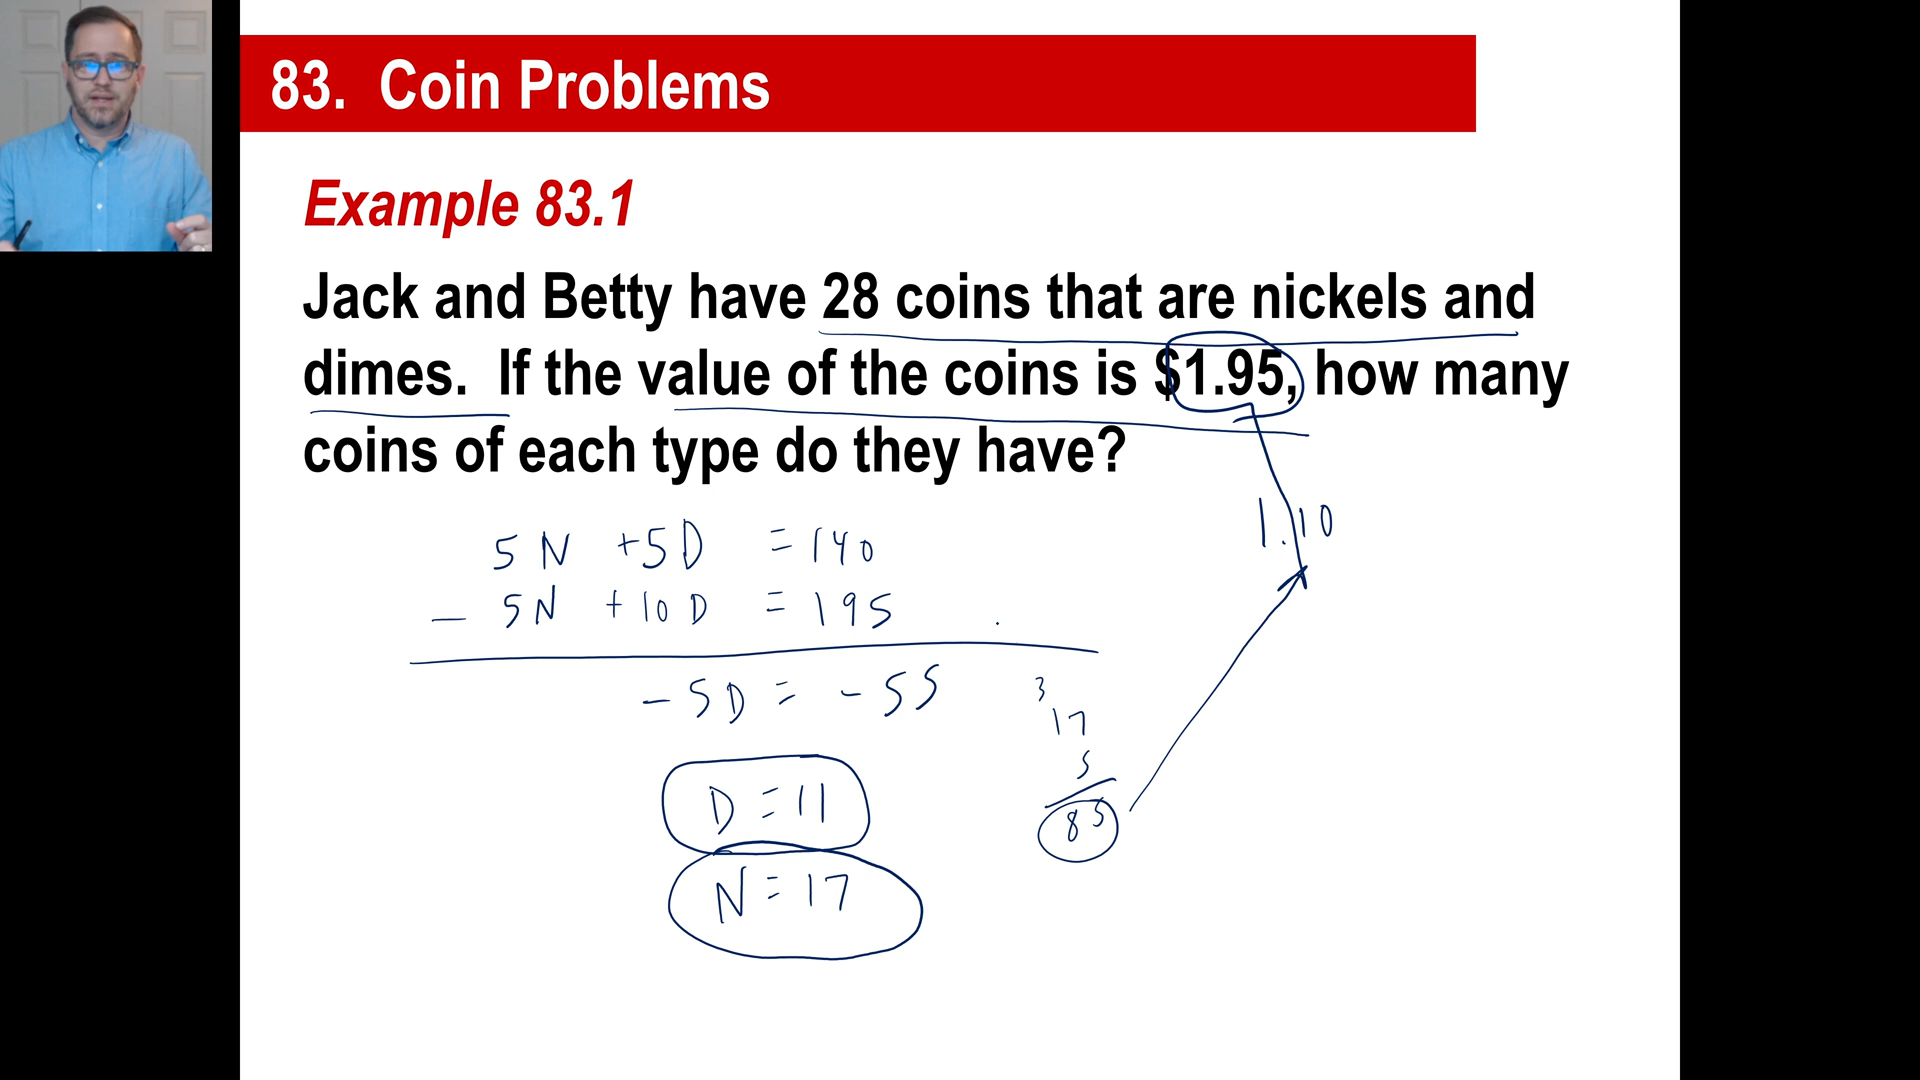 83. Coin Problems
Example 83.1
Jack and Betty have 28 coins that are nickels and
dimes. If the value of the coins is $1.95, how many
coins of each type do they have?
1.10
5N +5D = 140
- 5N + 10D = 195
-5D = -55
3
17
5
85
D = 11
N = 17